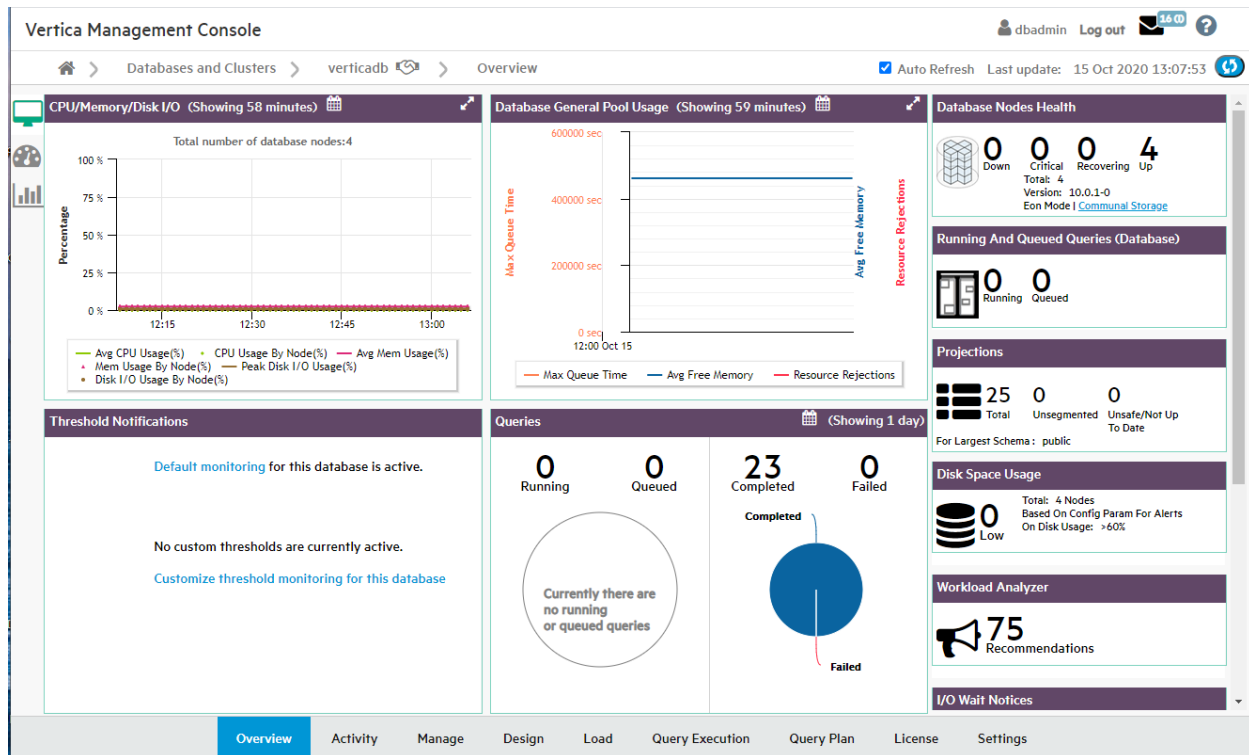 Vertica Management Console
dbadmin Log out 16
?
Databases and Clusters verticadb Overview
Auto Refresh Last update: 15 Oct 2020 13:07:53
CPU/Memory/Disk I/O (Showing 58 minutes)
Total number of database nodes:4
Percentage
100 %
75 %
50 %
25 %
0 %
12:15 12:30 12:45 13:00
Avg CPU Usage(%) CPU Usage By Node(%) Avg Mem Usage(%)
Mem Usage By Node(%) Peak Disk I/O Usage(%)
Disk I/O Usage By Node(%)
Database General Pool Usage (Showing 59 minutes)
Max Queue Time
600000 sec
400000 sec
200000 sec
0 sec
12:00 Oct 15
Avg Free Memory
Resource Rejections
Max Queue Time Avg Free Memory Resource Rejections
Database Nodes Health
0 0 0 4
Down Critical Recovering Up
Total: 4
Version: 10.0.1-0
Eon Mode | Communal Storage
Running And Queued Queries (Database)
0 0
Running Queued
Projections
25 0 0
Total Unsegmented Unsafe/Not Up
To Date
For Largest Schema : public
Threshold Notifications
Default monitoring for this database is active.
No custom thresholds are currently active.
Customize threshold monitoring for this database
Queries (Showing 1 day)
0 0 23 0
Running Queued Completed Failed
Currently there are
no running
or queued queries
Completed
Failed
Disk Space Usage
0
Low
Total: 4 Nodes
Based On Config Param For Alerts
On Disk Usage: >60%
Workload Analyzer
75
Recommendations
I/O Wait Notices
Overview Activity Manage Design Load Query Execution Query Plan License Settings